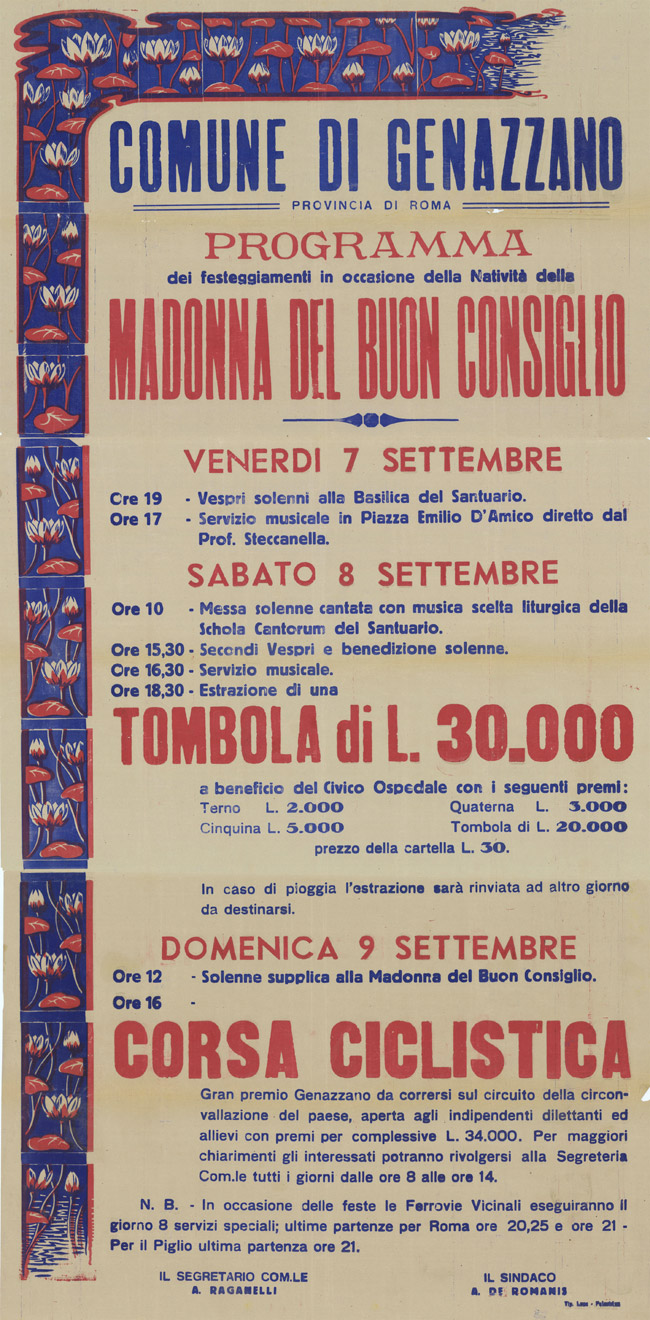 COMUNE DI GENAZZANO
PROVINCIA DI ROMA
PROGRAMMA
dei festeggiamenti in occasione della Natività della
MADONNA DEL BUON CONSIGLIO
VENERDI 7 SETTEMBRE
Ore 19 - Vespri solenni alla Basilica del Santuario.
Ore 17 - Servizio musicale in Piazza Emilio D'Amico diretto dal
Prof. Steccanella.
SABATO 8 SETTEMBRE
Ore 10 - Messa solenne cantata con musica scelta liturgica della
Schola Cantorum del Santuario.
Ore 15,30 - Secondi Vespri e benedizione solenne.
Ore 16,30 - Servizio musicale.
Ore 18,30 - Estrazione di una
TOMBOLA di L. 30.000
a beneficio del Civico Ospedale con i seguenti premi:
Terno L. 2.000 Quaterna L. 3.000
Cinquina L. 5.000 Tombola di L. 20.000
prezzo della cartella L. 30.
In caso di pioggia l'estrazione sarà rinviata ad altro giorno
da destinarsi.
DOMENICA 9 SETTEMBRE
Ore 12 - Solenne supplica alla Madonna del Buon Consiglio.
Ore 16 -
CORSA CICLISTICA
Gran premio Genazzano da corrersi sul circuito della circon-
vallazione del paese, aperta agli indipendenti dilettanti ed
allievi con premi per complessive L. 34.000. Per maggiori
chiarimenti gli interessati potranno rivolgersi alla Segreteria
Com.le tutti i giorni dalle ore 8 alle ore 14.
N. B. - In occasione delle feste le Ferrovie Vicinali eseguiranno il
giorno 8 servizi speciali; ultime partenze per Roma ore 20,25 e ore 21 -
Per il Piglio ultima partenza ore 21.
IL SEGRETARIO COM.LE
A. RAGANELLI
IL SINDACO
A. DE ROMANIS
Tip.